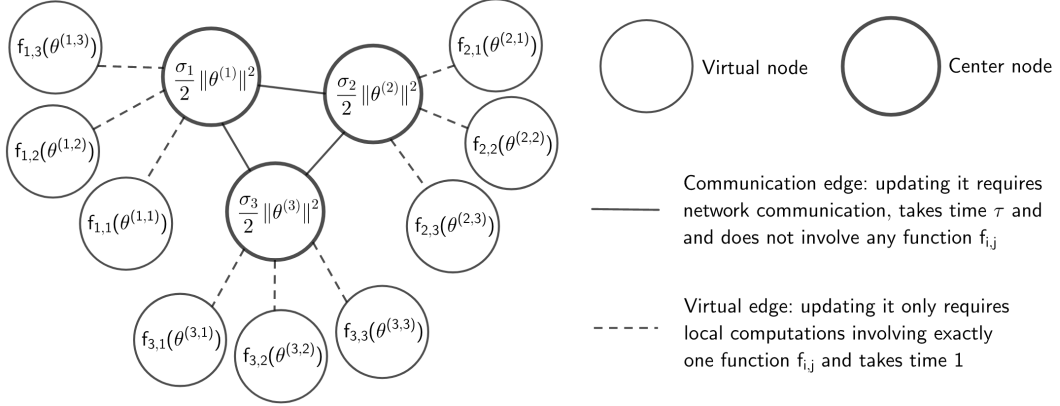 f₁,₃(θ⁽¹,³⁾)
f₁,₂(θ⁽¹,²⁾)
f₁,₁(θ⁽¹,¹⁾)
σ₁/2 ‖θ⁽¹⁾‖²
σ₂/2 ‖θ⁽²⁾‖²
σ₃/2 ‖θ⁽³⁾‖²
f₂,₁(θ⁽²,¹⁾)
f₂,₂(θ⁽²,²⁾)
f₂,₃(θ⁽²,³⁾)
f₃,₁(θ⁽³,¹⁾)
f₃,₂(θ⁽³,²⁾)
f₃,₃(θ⁽³,³⁾)
Virtual node
Center node
Communication edge: updating it requires
network communication, takes time τ and
and does not involve any function fᵢ,ⱼ
Virtual edge: updating it only requires
local computations involving exactly
one function fᵢ,ⱼ and takes time 1